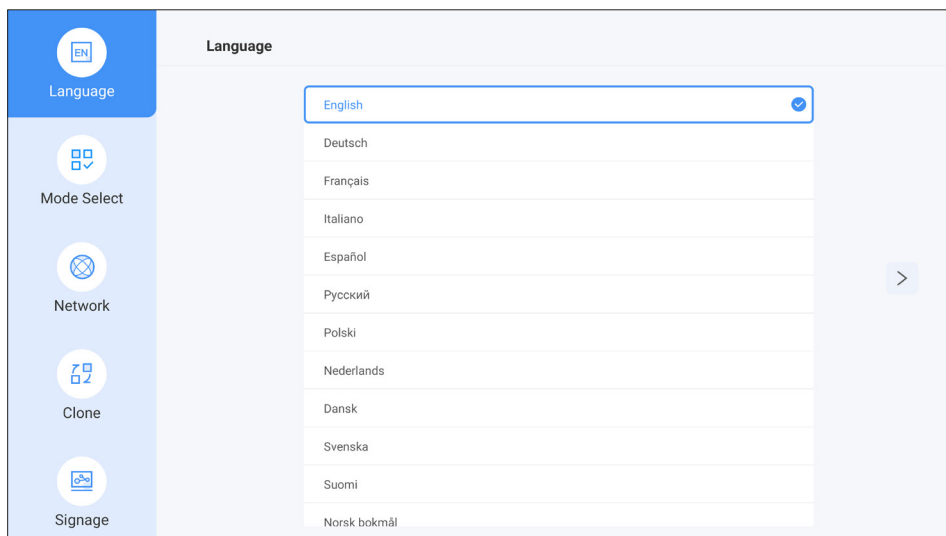 EN
Language
Mode Select
Network
Clone
Signage
Language
English
Deutsch
Français
Italiano
Español
Русский
Polski
Nederlands
Dansk
Svenska
Suomi
Norsk bokmål